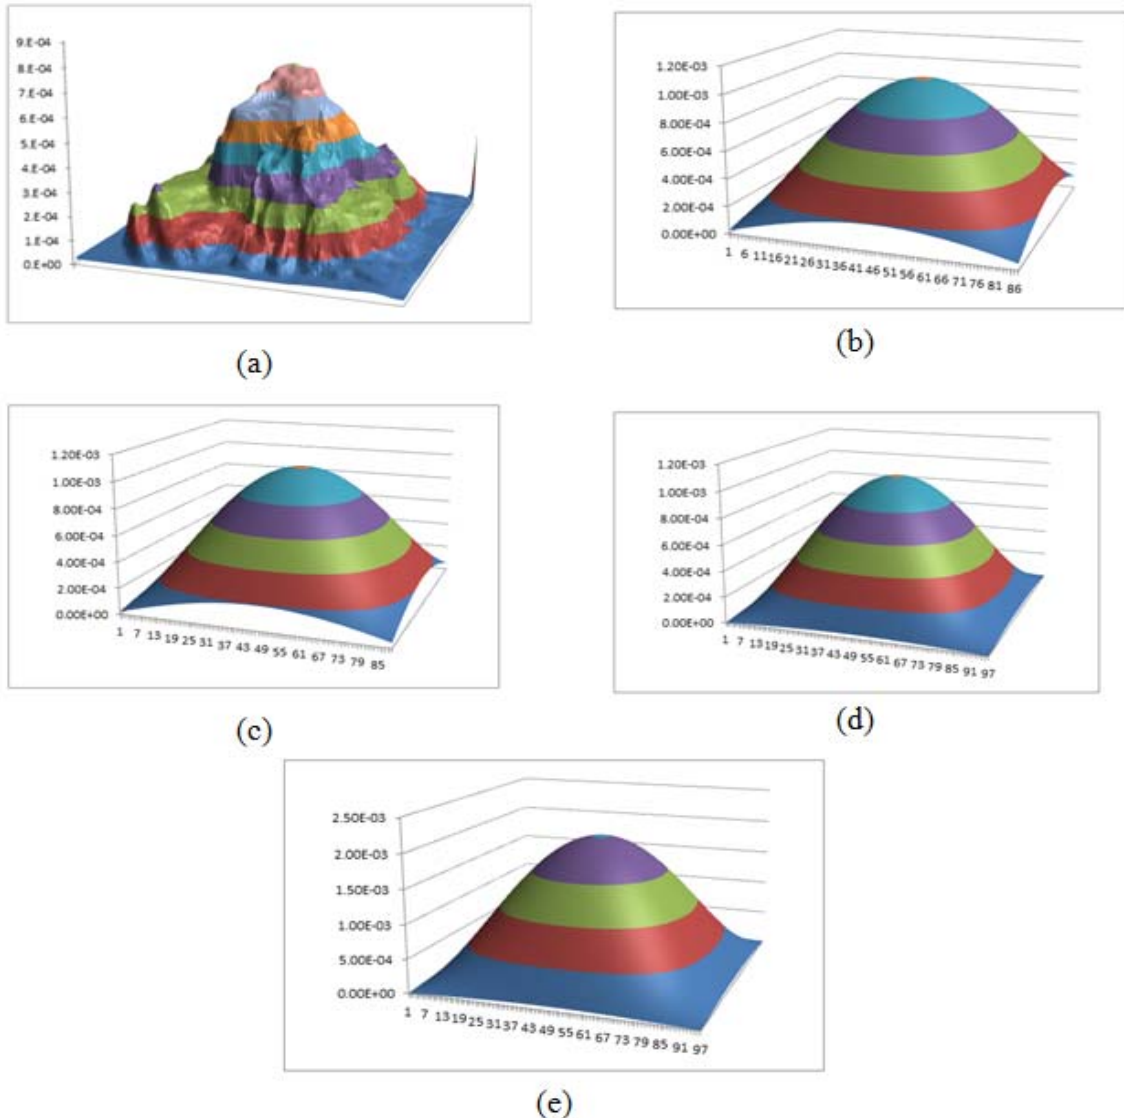 9.E-04
8.E-04
7.E-04
6.E-04
5.E-04
4.E-04
3.E-04
2.E-04
1.E-04
0.E+00
(a)
1.20E-03
1.00E-03
8.00E-04
6.00E-04
4.00E-04
2.00E-04
0.00E+00
1 6 11 16 21 26 31 36 41 46 51 56 61 66 71 76 81 86
(b)
1.20E-03
1.00E-03
8.00E-04
6.00E-04
4.00E-04
2.00E-04
0.00E+00
1 7 13 19 25 31 37 43 49 55 61 67 73 79 85
(c)
1.20E-03
1.00E-03
8.00E-04
6.00E-04
4.00E-04
2.00E-04
0.00E+00
1 7 13 19 25 31 37 43 49 55 61 67 73 79 85 91 97
(d)
2.50E-03
2.00E-03
1.50E-03
1.00E-03
5.00E-04
0.00E+00
1 7 13 19 25 31 37 43 49 55 61 67 73 79 85 91 97
(e)